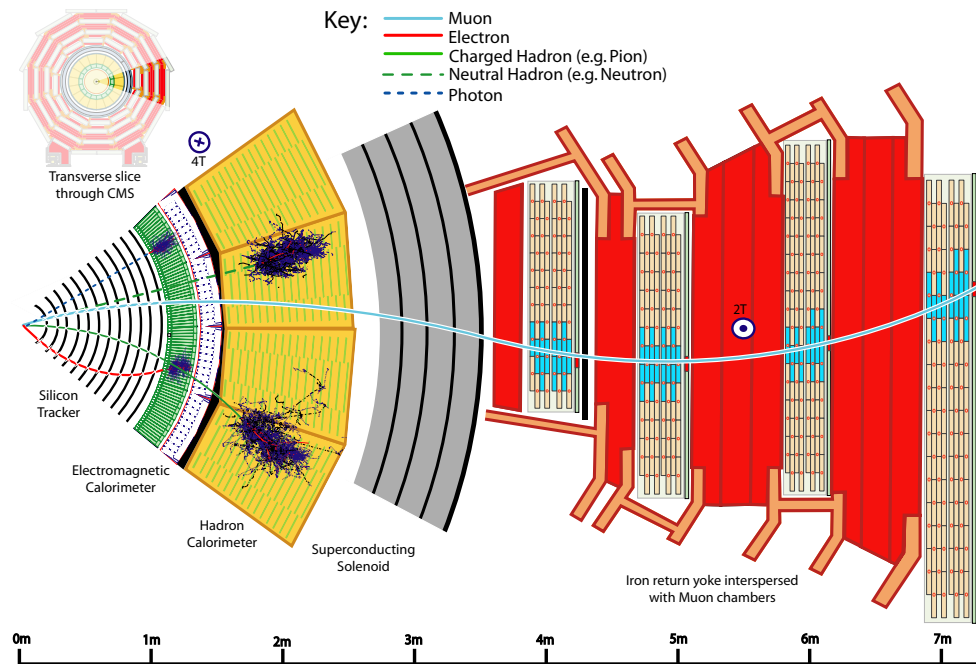 Key:
Muon
Electron
Charged Hadron (e.g. Pion)
Neutral Hadron (e.g. Neutron)
Photon
4T
Transverse slice
through CMS
2T
Silicon
Tracker
Electromagnetic
Calorimeter
Hadron
Calorimeter
Superconducting
Solenoid
Iron return yoke interspersed
with Muon chambers
0m 1m 2m 3m 4m 5m 6m 7m